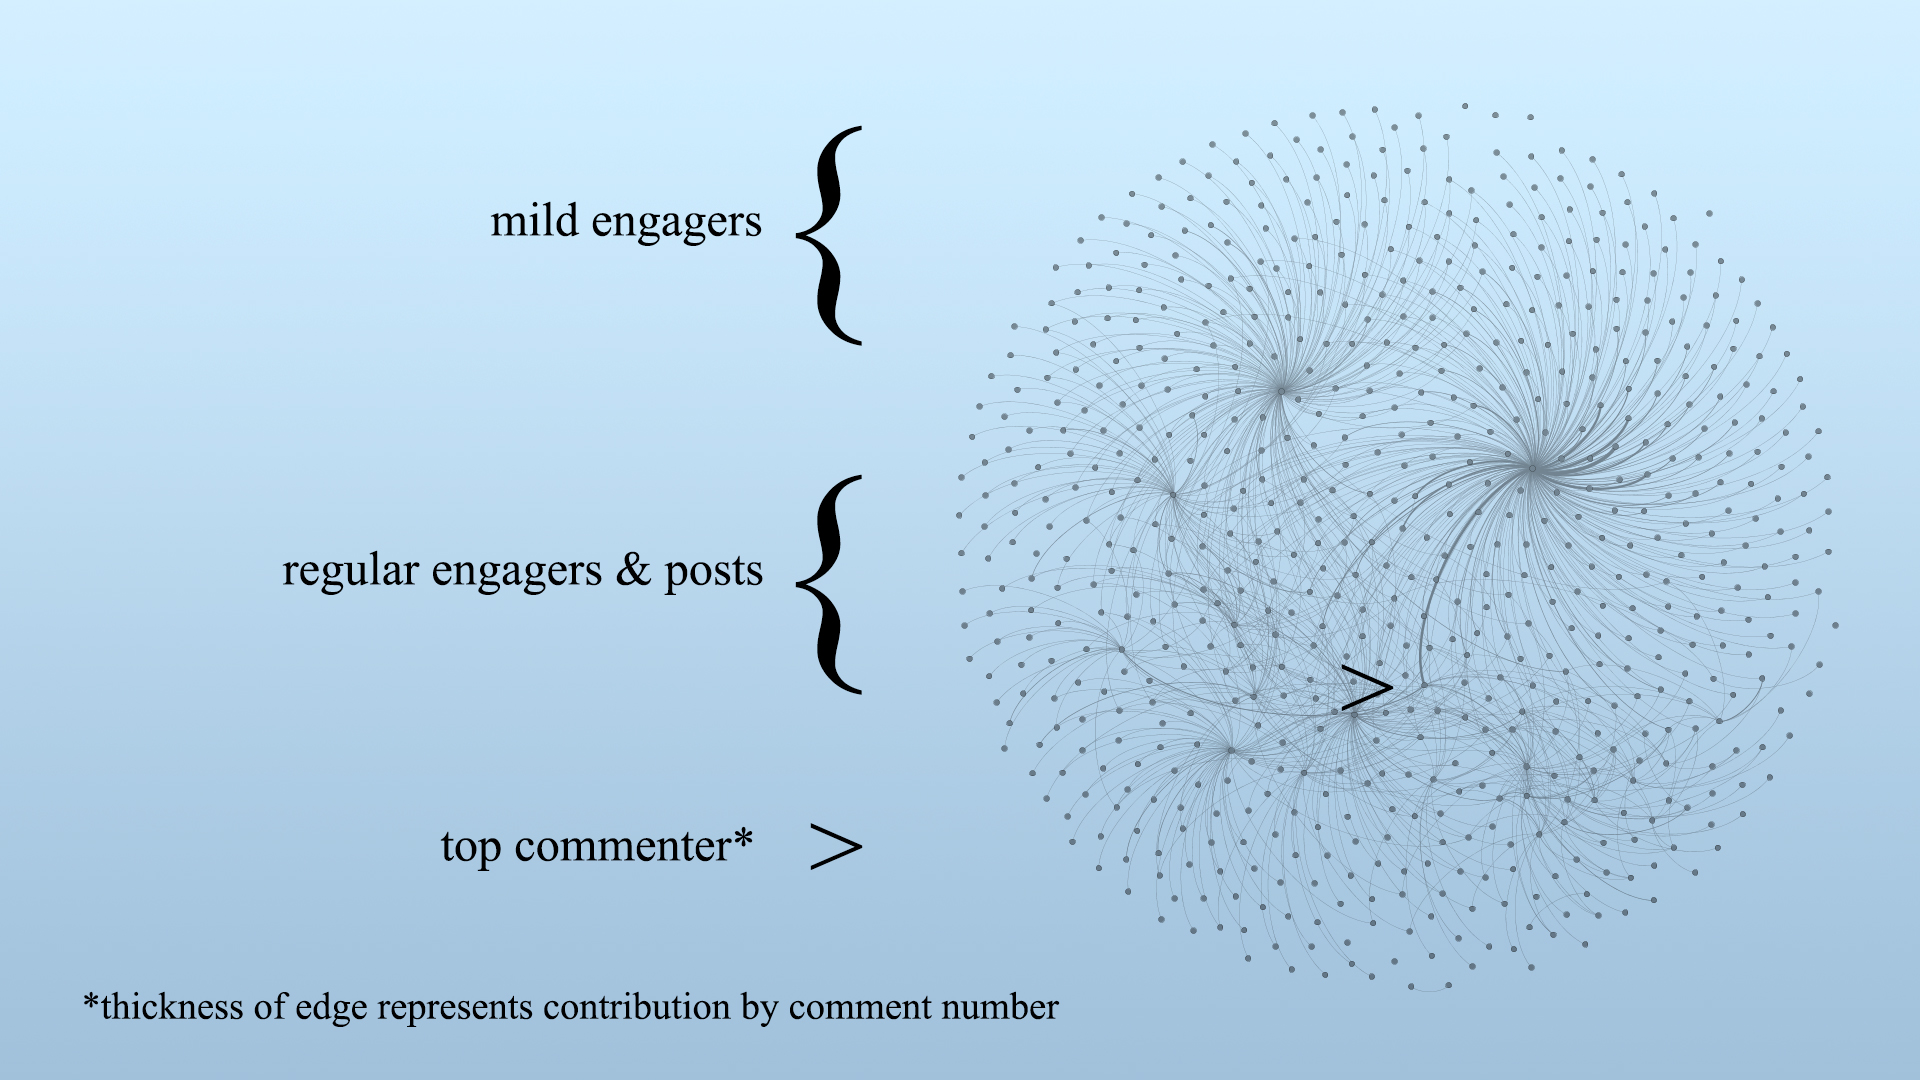 mild engagers {
regular engagers & posts {
>
top commenter* >
*thickness of edge represents contribution by comment number